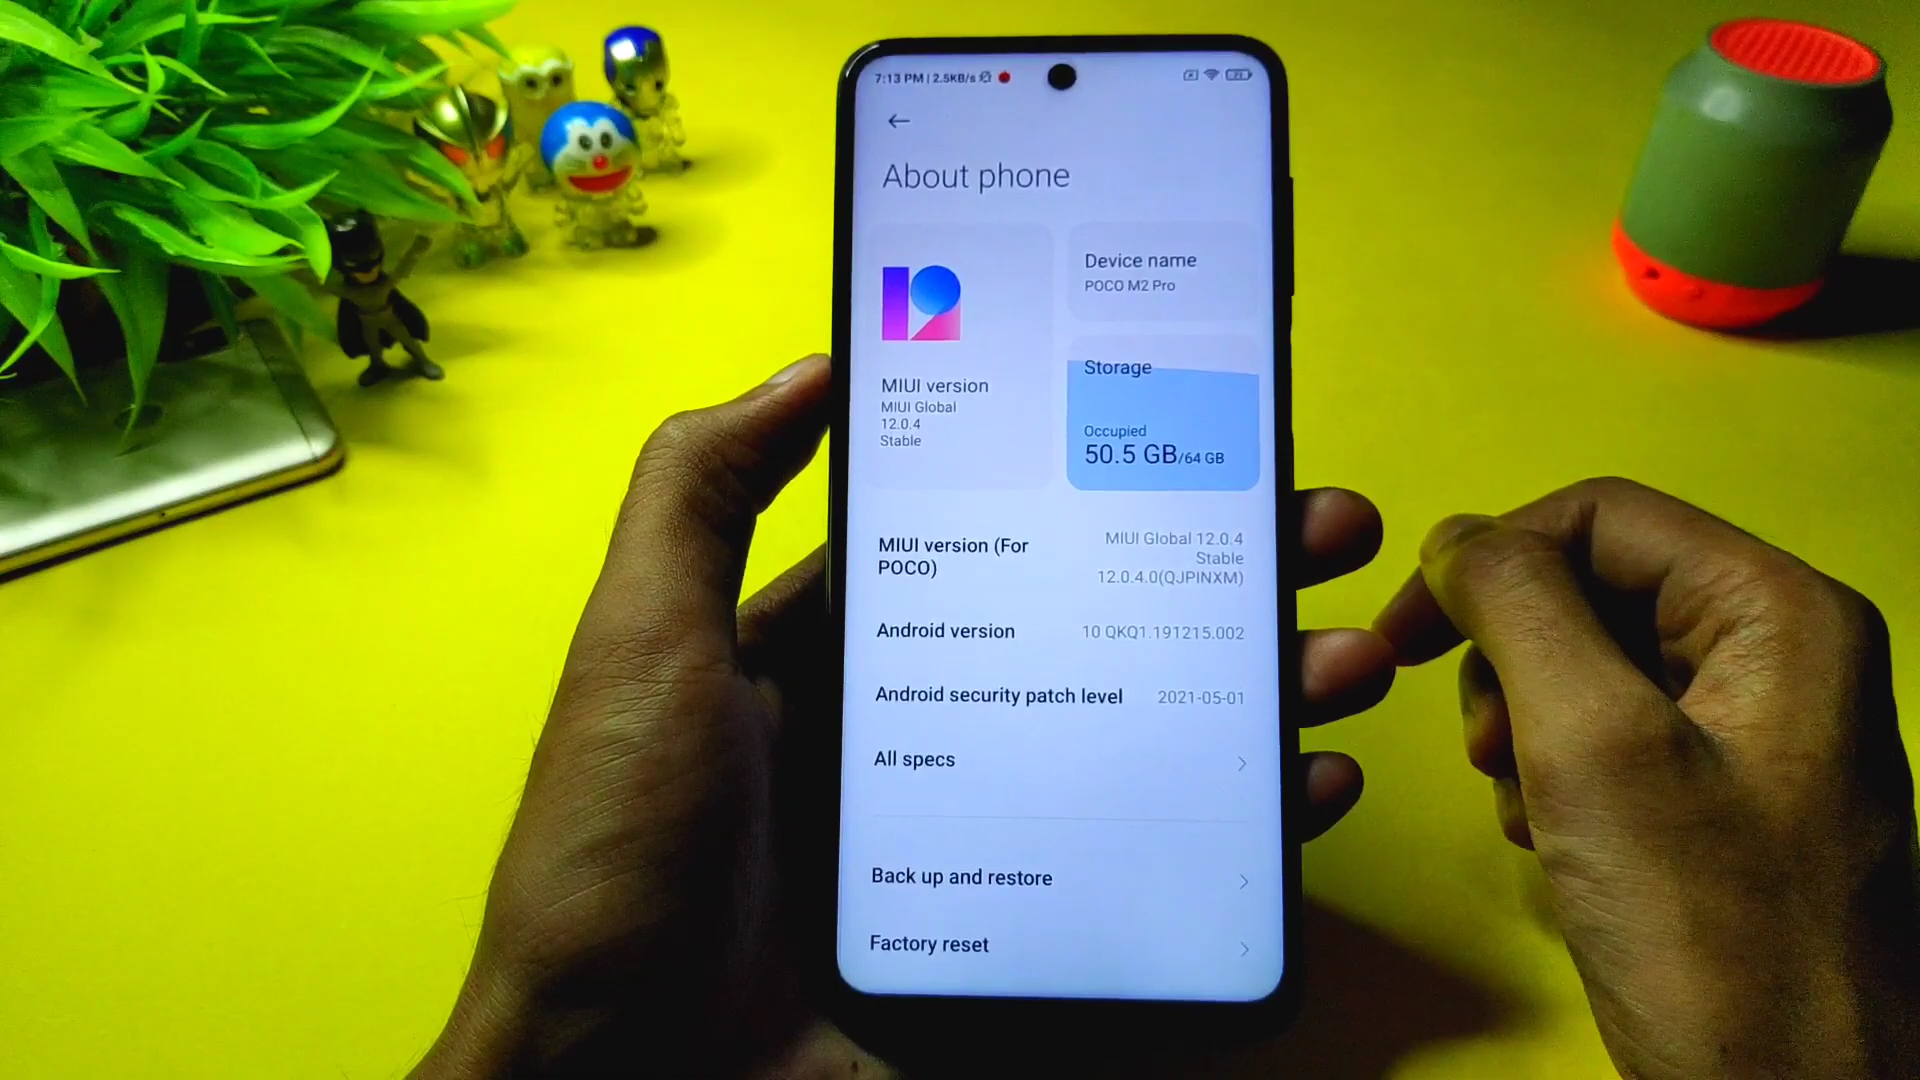 7:13 PM | 2.5KB/s
About phone
Device name
POCO M2 Pro
MIUI version
MIUI Global
12.0.4
Stable
Storage
Occupied
50.5 GB/64 GB
MIUI version (For
POCO)
MIUI Global 12.0.4
Stable
12.0.4.0(QJPINXM)
Android version
10 QKQ1.191215.002
Android security patch level
2021-05-01
All specs
Back up and restore
Factory reset